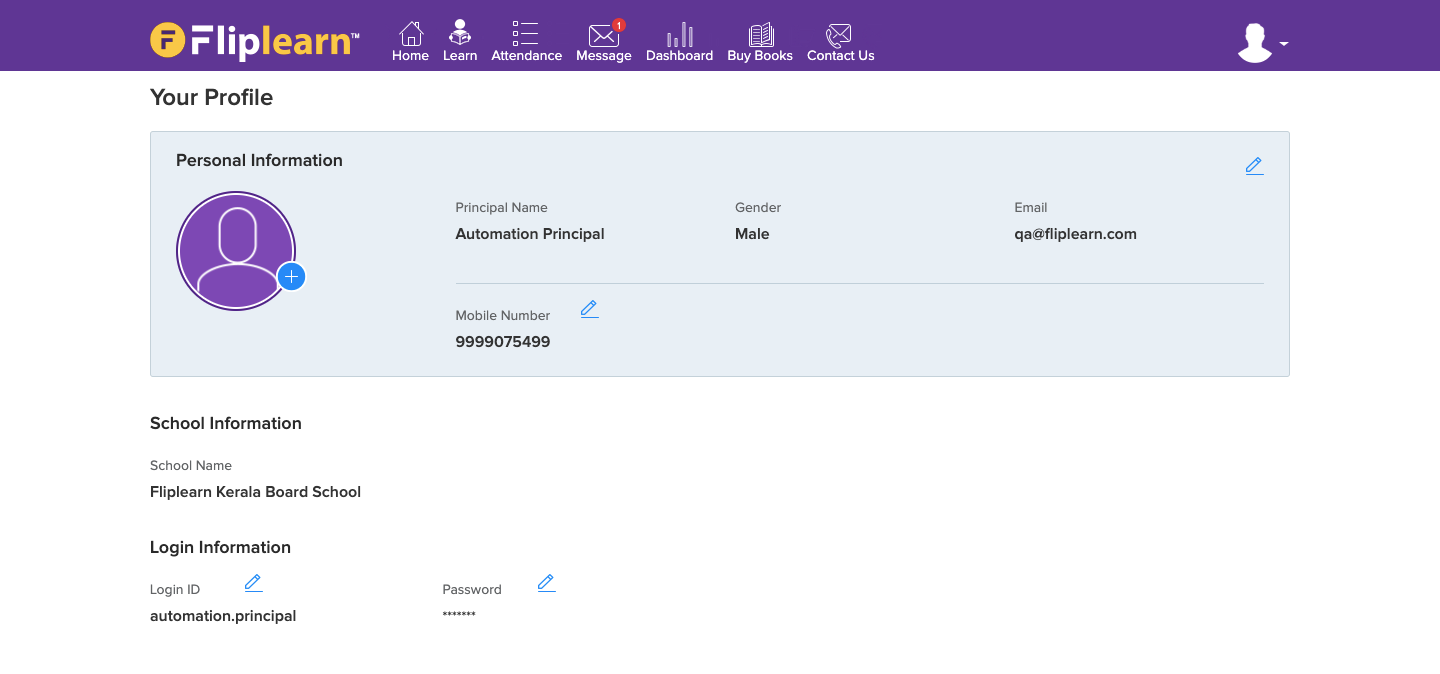 Fliplearn™
Home Learn Attendance Message 1 Dashboard Buy Books Contact Us
Your Profile
Personal Information
Principal Name Gender Email
Automation Principal Male qa@fliplearn.com
Mobile Number
9999075499
School Information
School Name
Fliplearn Kerala Board School
Login Information
Login ID Password
automation.principal *******